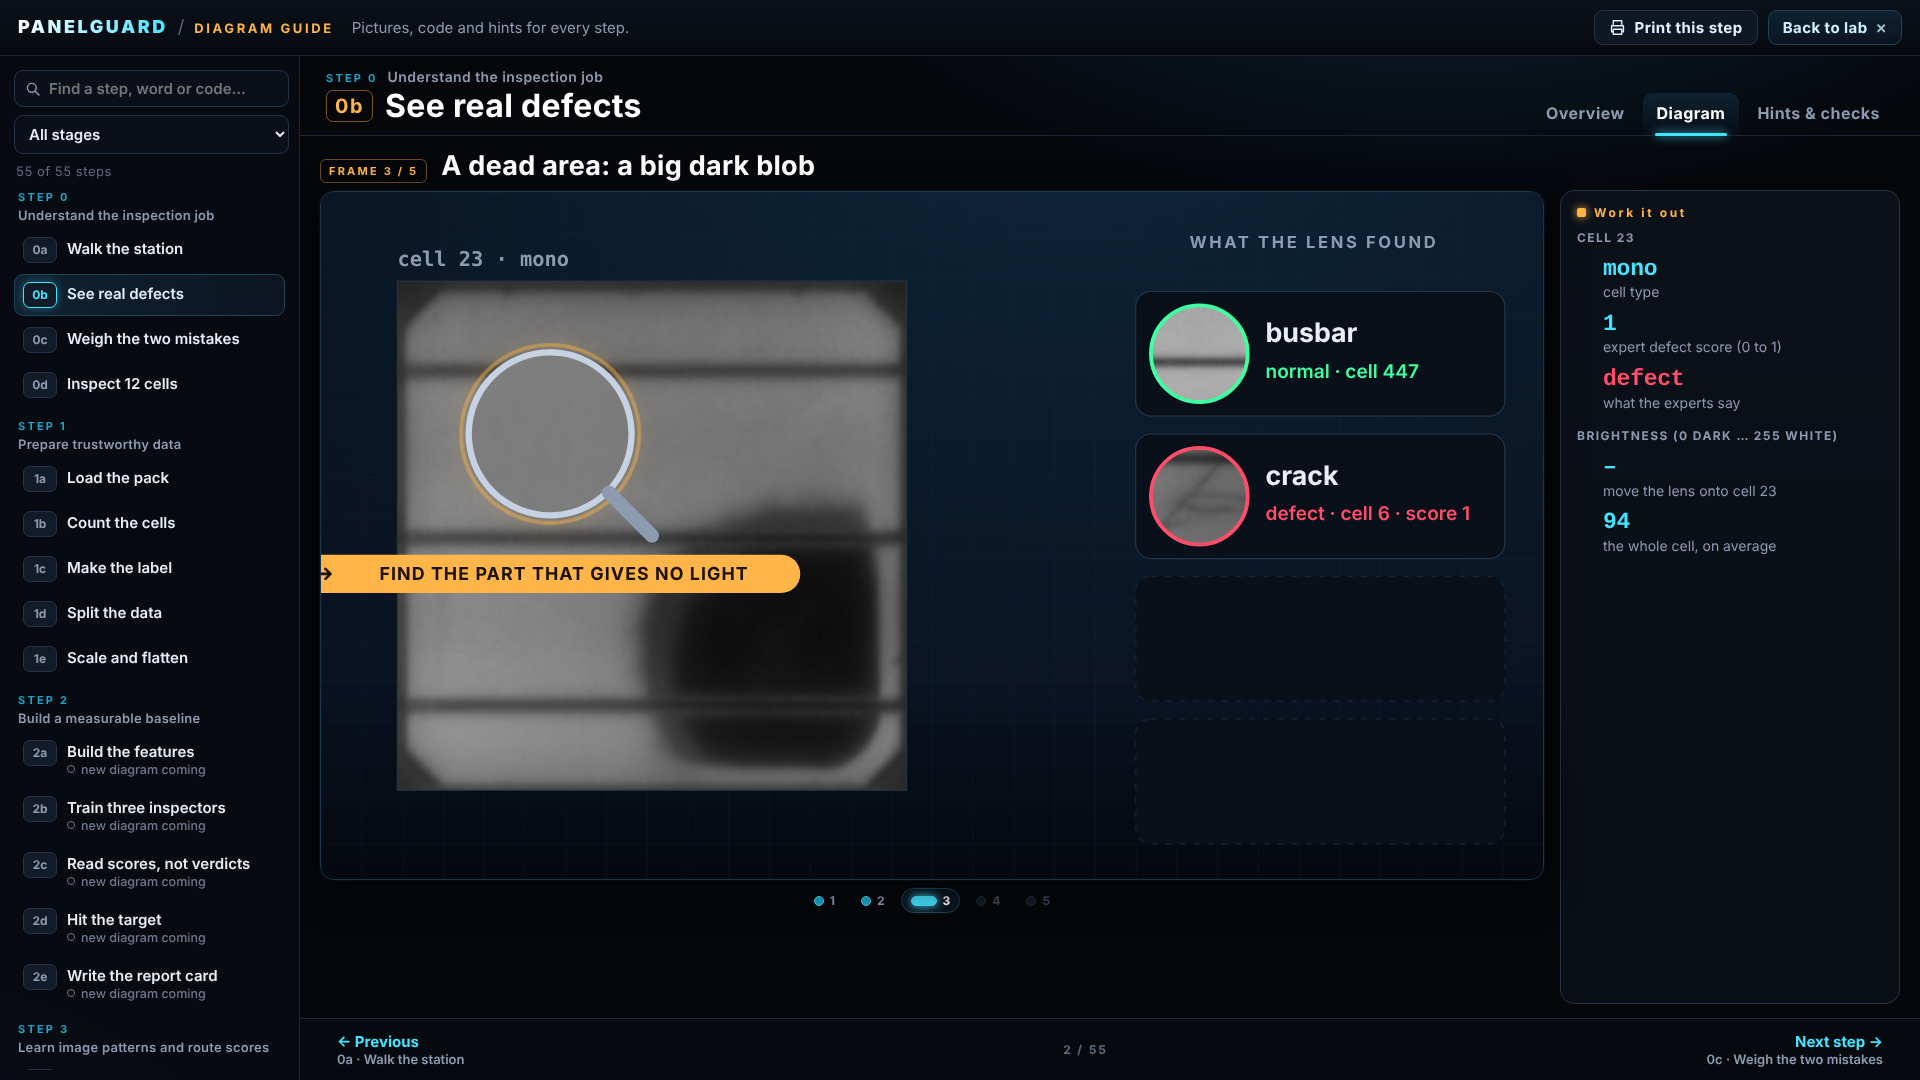 PANELGUARD / DIAGRAM GUIDE Pictures, code and hints for every step.
Print this step
Back to lab ×
Find a step, word or code...
All stages
55 of 55 steps
STEP 0
Understand the inspection job
0a Walk the station
0b See real defects
0c Weigh the two mistakes
0d Inspect 12 cells
STEP 1
Prepare trustworthy data
1a Load the pack
1b Count the cells
1c Make the label
1d Split the data
1e Scale and flatten
STEP 2
Build a measurable baseline
2a Build the features
new diagram coming
2b Train three inspectors
new diagram coming
2c Read scores, not verdicts
new diagram coming
2d Hit the target
new diagram coming
2e Write the report card
new diagram coming
STEP 3
Learn image patterns and route scores
STEP 0 Understand the inspection job
0b See real defects
Overview
Diagram
Hints & checks
FRAME 3 / 5 A dead area: a big dark blob
cell 23 · mono
→ FIND THE PART THAT GIVES NO LIGHT
WHAT THE LENS FOUND
busbar
normal · cell 447
crack
defect · cell 6 · score 1
1 2 3 4 5
Work it out
CELL 23
mono
cell type
1
expert defect score (0 to 1)
defect
what the experts say
BRIGHTNESS (0 DARK … 255 WHITE)
–
move the lens onto cell 23
94
the whole cell, on average
← Previous
0a · Walk the station
2 / 55
Next step →
0c · Weigh the two mistakes